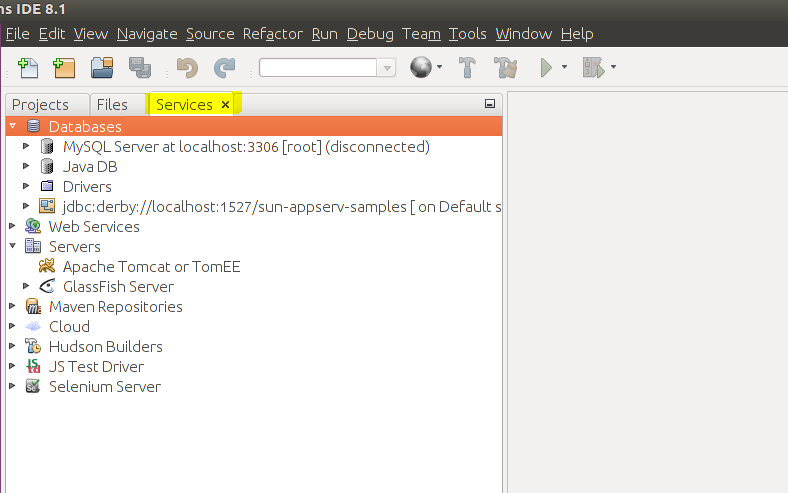 ns IDE 8.1
File Edit View Navigate Source Refactor Run Debug Team Tools Window Help
Projects Files Services
Databases
MySQL Server at localhost:3306 [root] (disconnected)
Java DB
Drivers
jdbc:derby://localhost:1527/sun-appserv-samples [ on Default s
Web Services
Servers
Apache Tomcat or TomEE
GlassFish Server
Maven Repositories
Cloud
Hudson Builders
JS Test Driver
Selenium Server